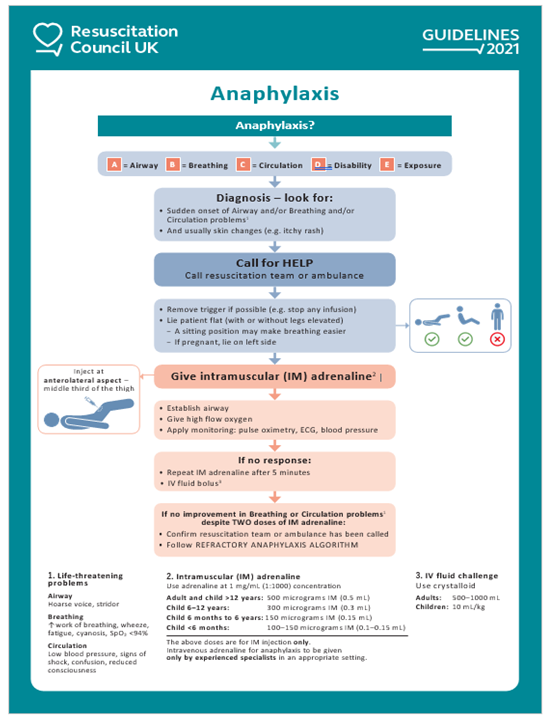 Resuscitation
Council UK
GUIDELINES
2021
Anaphylaxis
Anaphylaxis?
A = Airway B = Breathing C = Circulation D = Disability E = Exposure
Diagnosis – look for:
• Sudden onset of Airway and/or Breathing and/or
Circulation problems¹
• And usually skin changes (e.g. itchy rash)
Call for HELP
Call resuscitation team or ambulance
• Remove trigger if possible (e.g. stop any infusion)
• Lie patient flat (with or without legs elevated)
– A sitting position may make breathing easier
– If pregnant, lie on left side
Inject at
anterolateral aspect –
middle third of the thigh
Give intramuscular (IM) adrenaline²
• Establish airway
• Give high flow oxygen
• Apply monitoring: pulse oximetry, ECG, blood pressure
If no response:
• Repeat IM adrenaline after 5 minutes
• IV fluid bolus³
If no improvement in Breathing or Circulation problems¹
despite TWO doses of IM adrenaline:
• Confirm resuscitation team or ambulance has been called
• Follow REFRACTORY ANAPHYLAXIS ALGORITHM
1. Life-threatening
problems
Airway
Hoarse voice, stridor
Breathing
↑work of breathing, wheeze,
fatigue, cyanosis, SpO₂ <94%
Circulation
Low blood pressure, signs of
shock, confusion, reduced
consciousness
2. Intramuscular (IM) adrenaline
Use adrenaline at 1 mg/mL (1:1000) concentration
Adult and child >12 years: 500 micrograms IM (0.5 mL)
Child 6–12 years: 300 micrograms IM (0.3 mL)
Child 6 months to 6 years: 150 micrograms IM (0.15 mL)
Child <6 months: 100–150 micrograms IM (0.1–0.15 mL)
The above doses are for IM injection only.
Intravenous adrenaline for anaphylaxis to be given
only by experienced specialists in an appropriate setting.
3. IV fluid challenge
Use crystalloid
Adults: 500–1000 mL
Children: 10 mL/kg